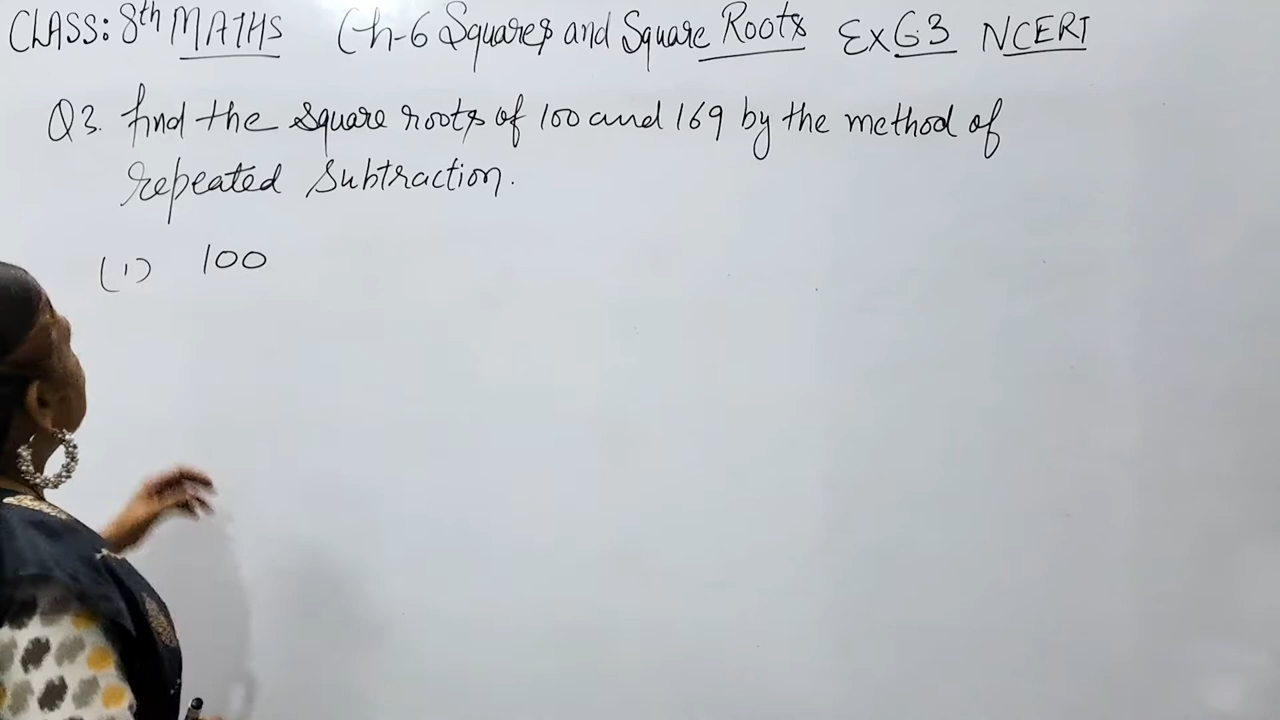 CLASS: 8th MATHS Ch-6 Squares and Square Roots Ex 6.3 NCERT
Q3. find the square roots of 100 and 169 by the method of
repeated subtraction.
(i) 100